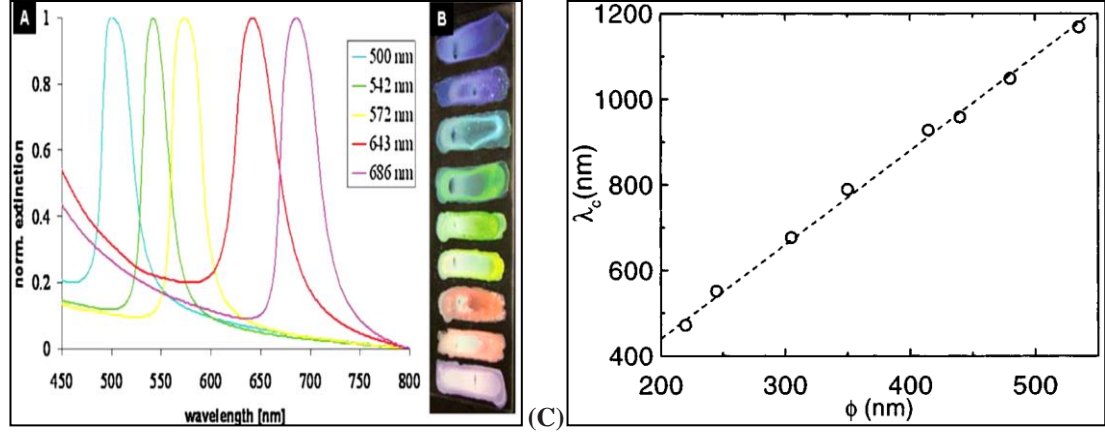 A
norm. extinction
1
0.8
0.6
0.4
0.2
0
500 nm
542 nm
572 nm
643 nm
686 nm
450 500 550 600 650 700 750 800
wavelength [nm]
B
(C)
λc (nm)
1200
1000
800
600
400
200 300 400 500
ϕ (nm)